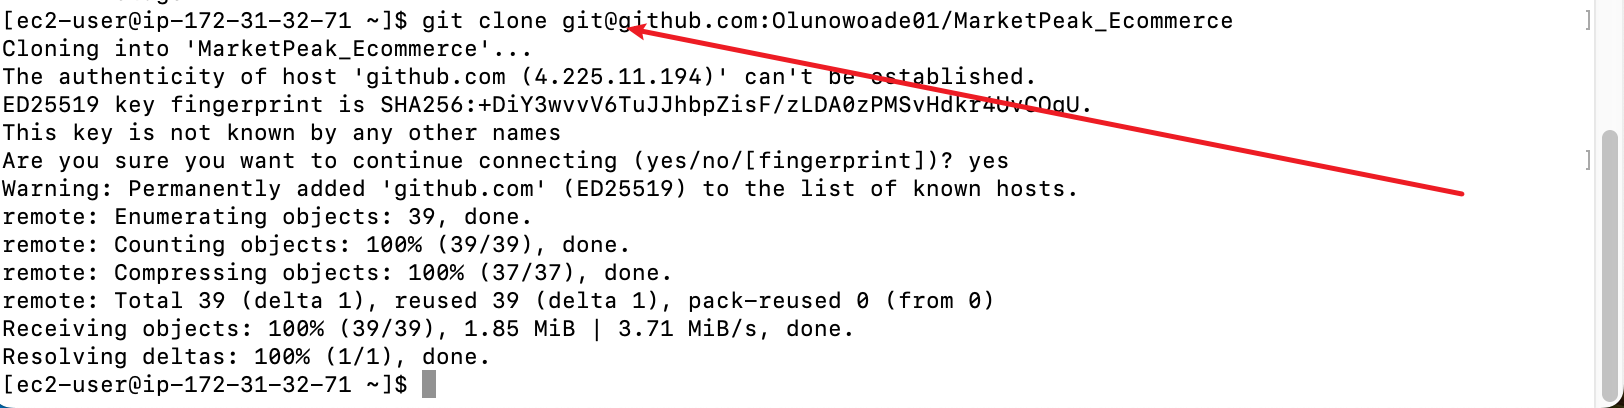 [ec2-user@ip-172-31-32-71 ~]$ git clone git@github.com:Olunowoade01/MarketPeak_Ecommerce ]
Cloning into 'MarketPeak_Ecommerce'...
The authenticity of host 'github.com (4.225.11.194)' can't be established.
ED25519 key fingerprint is SHA256:+DiY3wvvV6TuJJhbpZisF/zLDA0zPMSvHdkr4UvCOqU.
This key is not known by any other names
Are you sure you want to continue connecting (yes/no/[fingerprint])? yes ]
Warning: Permanently added 'github.com' (ED25519) to the list of known hosts.
remote: Enumerating objects: 39, done.
remote: Counting objects: 100% (39/39), done.
remote: Compressing objects: 100% (37/37), done.
remote: Total 39 (delta 1), reused 39 (delta 1), pack-reused 0 (from 0)
Receiving objects: 100% (39/39), 1.85 MiB | 3.71 MiB/s, done.
Resolving deltas: 100% (1/1), done.
[ec2-user@ip-172-31-32-71 ~]$